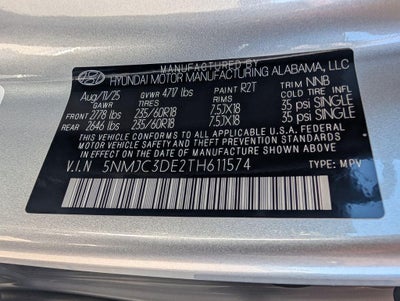 MANUFACTURED BY
HYUNDAI MOTOR MANUFACTURING ALABAMA, LLC
Aug/11/25 GVWR 4717 lbs PAINT R2T TRIM NNB
GAWR TIRES RIMS COLD TIRE INFL
FRONT 2778 lbs 235/60R18 7.5JX18 35 psi SINGLE
REAR 2646 lbs 235/60R18 7.5JX18 35 psi SINGLE
THIS VEHICLE CONFORMS TO ALL APPLICABLE U.S.A FEDERAL MOTOR
VEHICLE SAFETY, BUMPER, AND THEFT PREVENTION STANDARDS
IN EFFECT ON THE DATE OF MANUFACTURE SHOWN ABOVE.
V.I.N 5NMJC3DE2TH611574 TYPE: MPV